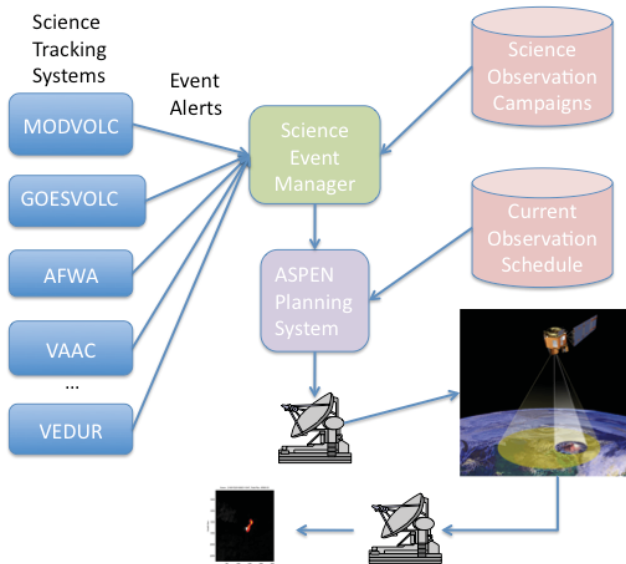 Science
Tracking
Systems
Event
Alerts
MODVOLC
GOESVOLC
AFWA
VAAC
...
VEDUR
Science
Event
Manager
ASPEN
Planning
System
Science
Observation
Campaigns
Current
Observation
Schedule